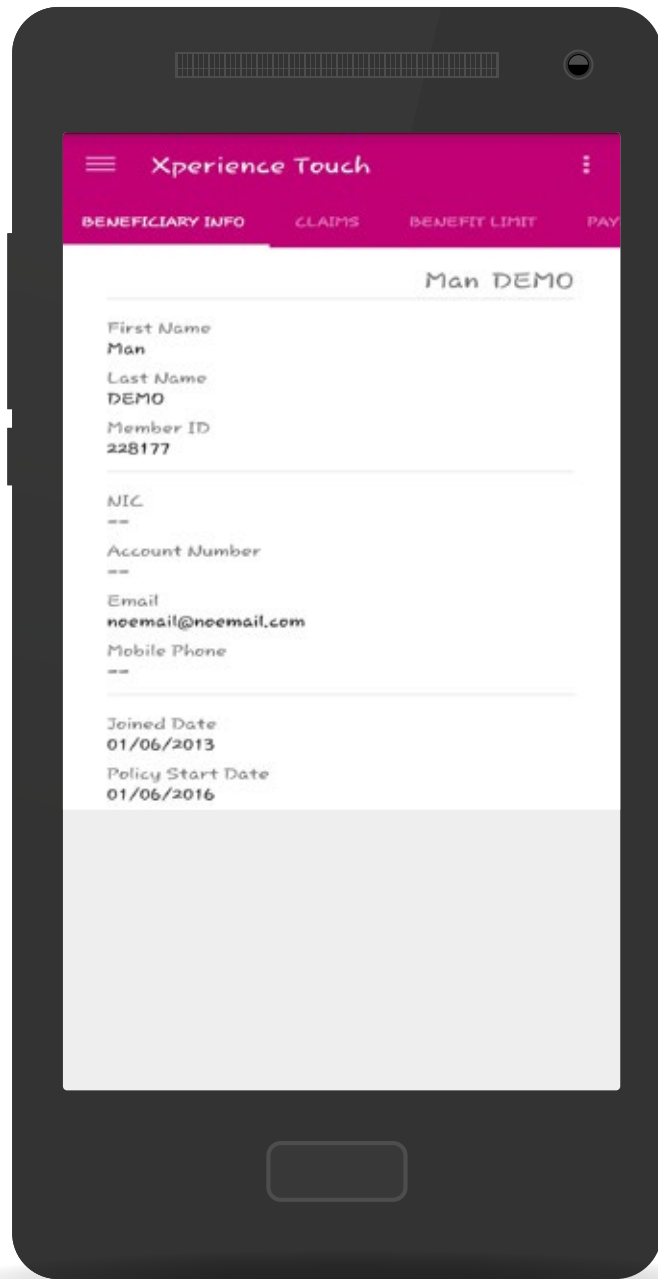 Xperience Touch
BENEFICIARY INFO CLAIMS BENEFIT LIMIT PAY
Man DEMO
First Name
Man
Last Name
DEMO
Member ID
228177
NIC
--
Account Number
--
Email
noemail@noemail.com
Mobile Phone
--
Joined Date
01/06/2013
Policy Start Date
01/06/2016